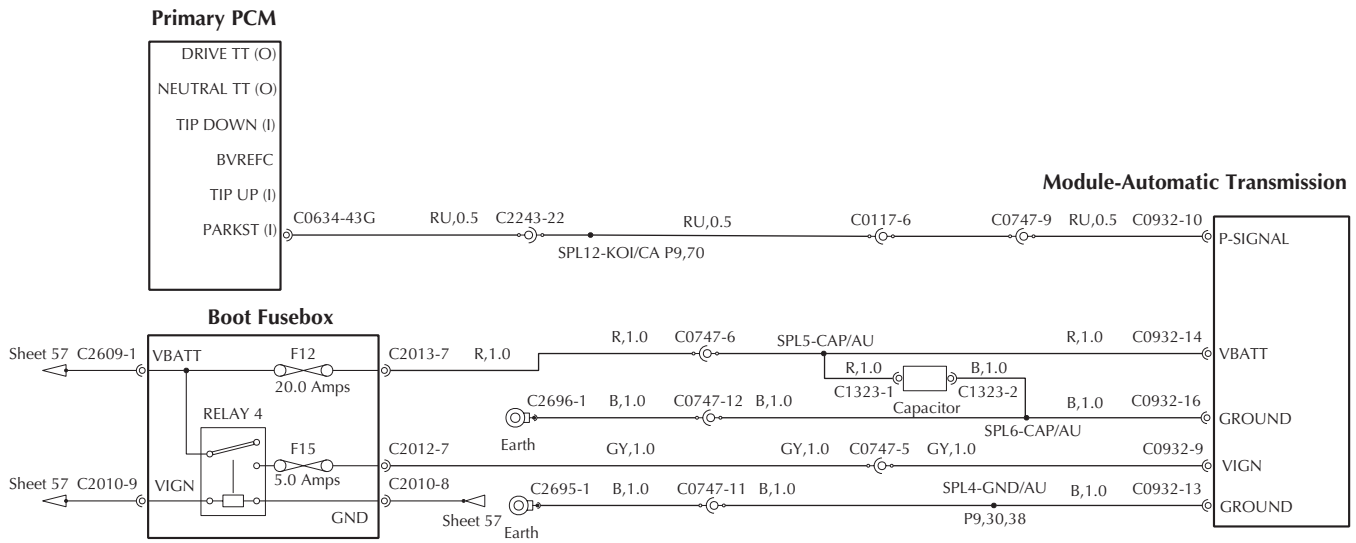 Primary PCM
DRIVE TT (O)
NEUTRAL TT (O)
TIP DOWN (I)
BVREFC
TIP UP (I)
PARKST (I)
C0634-43G RU,0.5 C2243-22 RU,0.5 C0117-6 C0747-9 RU,0.5 C0932-10
SPL12-KOI/CA P9,70
Module-Automatic Transmission
P-SIGNAL
Boot Fusebox
Sheet 57 C2609-1 VBATT F12 C2013-7 R,1.0 R,1.0 C0747-6 SPL5-CAP/AU R,1.0 C0932-14
VBATT
20.0 Amps
R,1.0 B,1.0
C1323-1 C1323-2
Capacitor
RELAY 4
C2696-1 B,1.0 C0747-12 B,1.0 B,1.0 C0932-16
GROUND
Earth
SPL6-CAP/AU
F15 C2012-7 GY,1.0 GY,1.0 C0747-5 GY,1.0 C0932-9
VIGN
5.0 Amps
Sheet 57 C2010-9 VIGN C2010-8
GND
Sheet 57
C2695-1 B,1.0 C0747-11 B,1.0 SPL4-GND/AU B,1.0 C0932-13
GROUND
Earth
P9,30,38